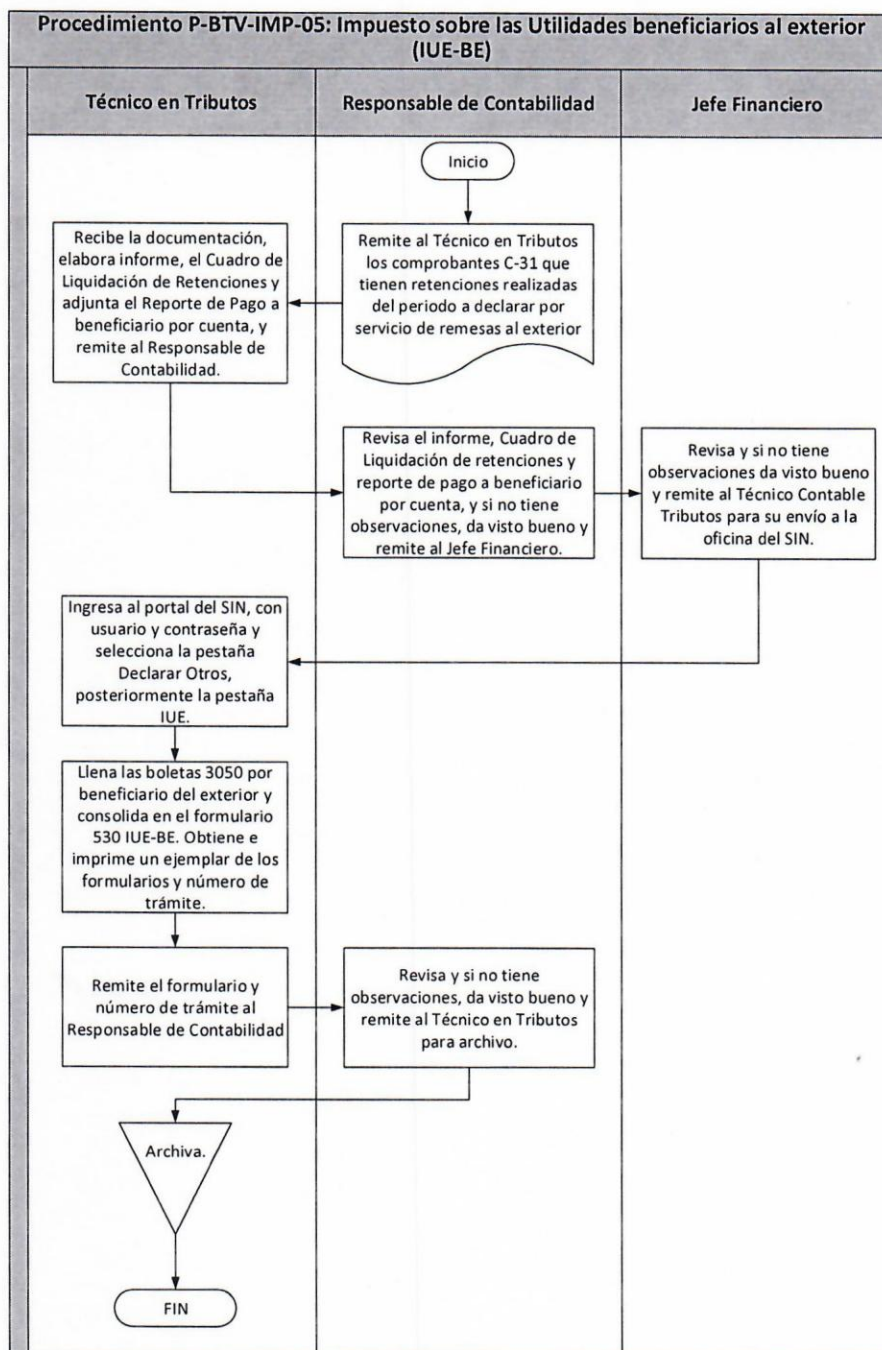 Procedimiento P-BTV-IMP-05: Impuesto sobre las Utilidades beneficiarios al exterior
(IUE-BE)
Técnico en Tributos
Responsable de Contabilidad
Jefe Financiero
Inicio
Remite al Técnico en Tributos
los comprobantes C-31 que
tienen retenciones realizadas
del periodo a declarar por
servicio de remesas al exterior
Recibe la documentación,
elabora informe, el Cuadro de
Liquidación de Retenciones y
adjunta el Reporte de Pago a
beneficiario por cuenta, y
remite al Responsable de
Contabilidad.
Revisa el informe, Cuadro de
Liquidación de retenciones y
reporte de pago a beneficiario
por cuenta, y si no tiene
observaciones, da visto bueno y
remite al Jefe Financiero.
Revisa y si no tiene
observaciones da visto bueno
y remite al Técnico Contable
Tributos para su envío a la
oficina del SIN.
Ingresa al portal del SIN, con
usuario y contraseña y
selecciona la pestaña
Declarar Otros,
posteriormente la pestaña
IUE.
Llena las boletas 3050 por
beneficiario del exterior y
consolida en el formulario
530 IUE-BE. Obtiene e
imprime un ejemplar de los
formularios y número de
trámite.
Remite el formulario y
número de trámite al
Responsable de Contabilidad
Revisa y si no tiene
observaciones, da visto bueno y
remite al Técnico en Tributos
para archivo.
Archiva.
FIN